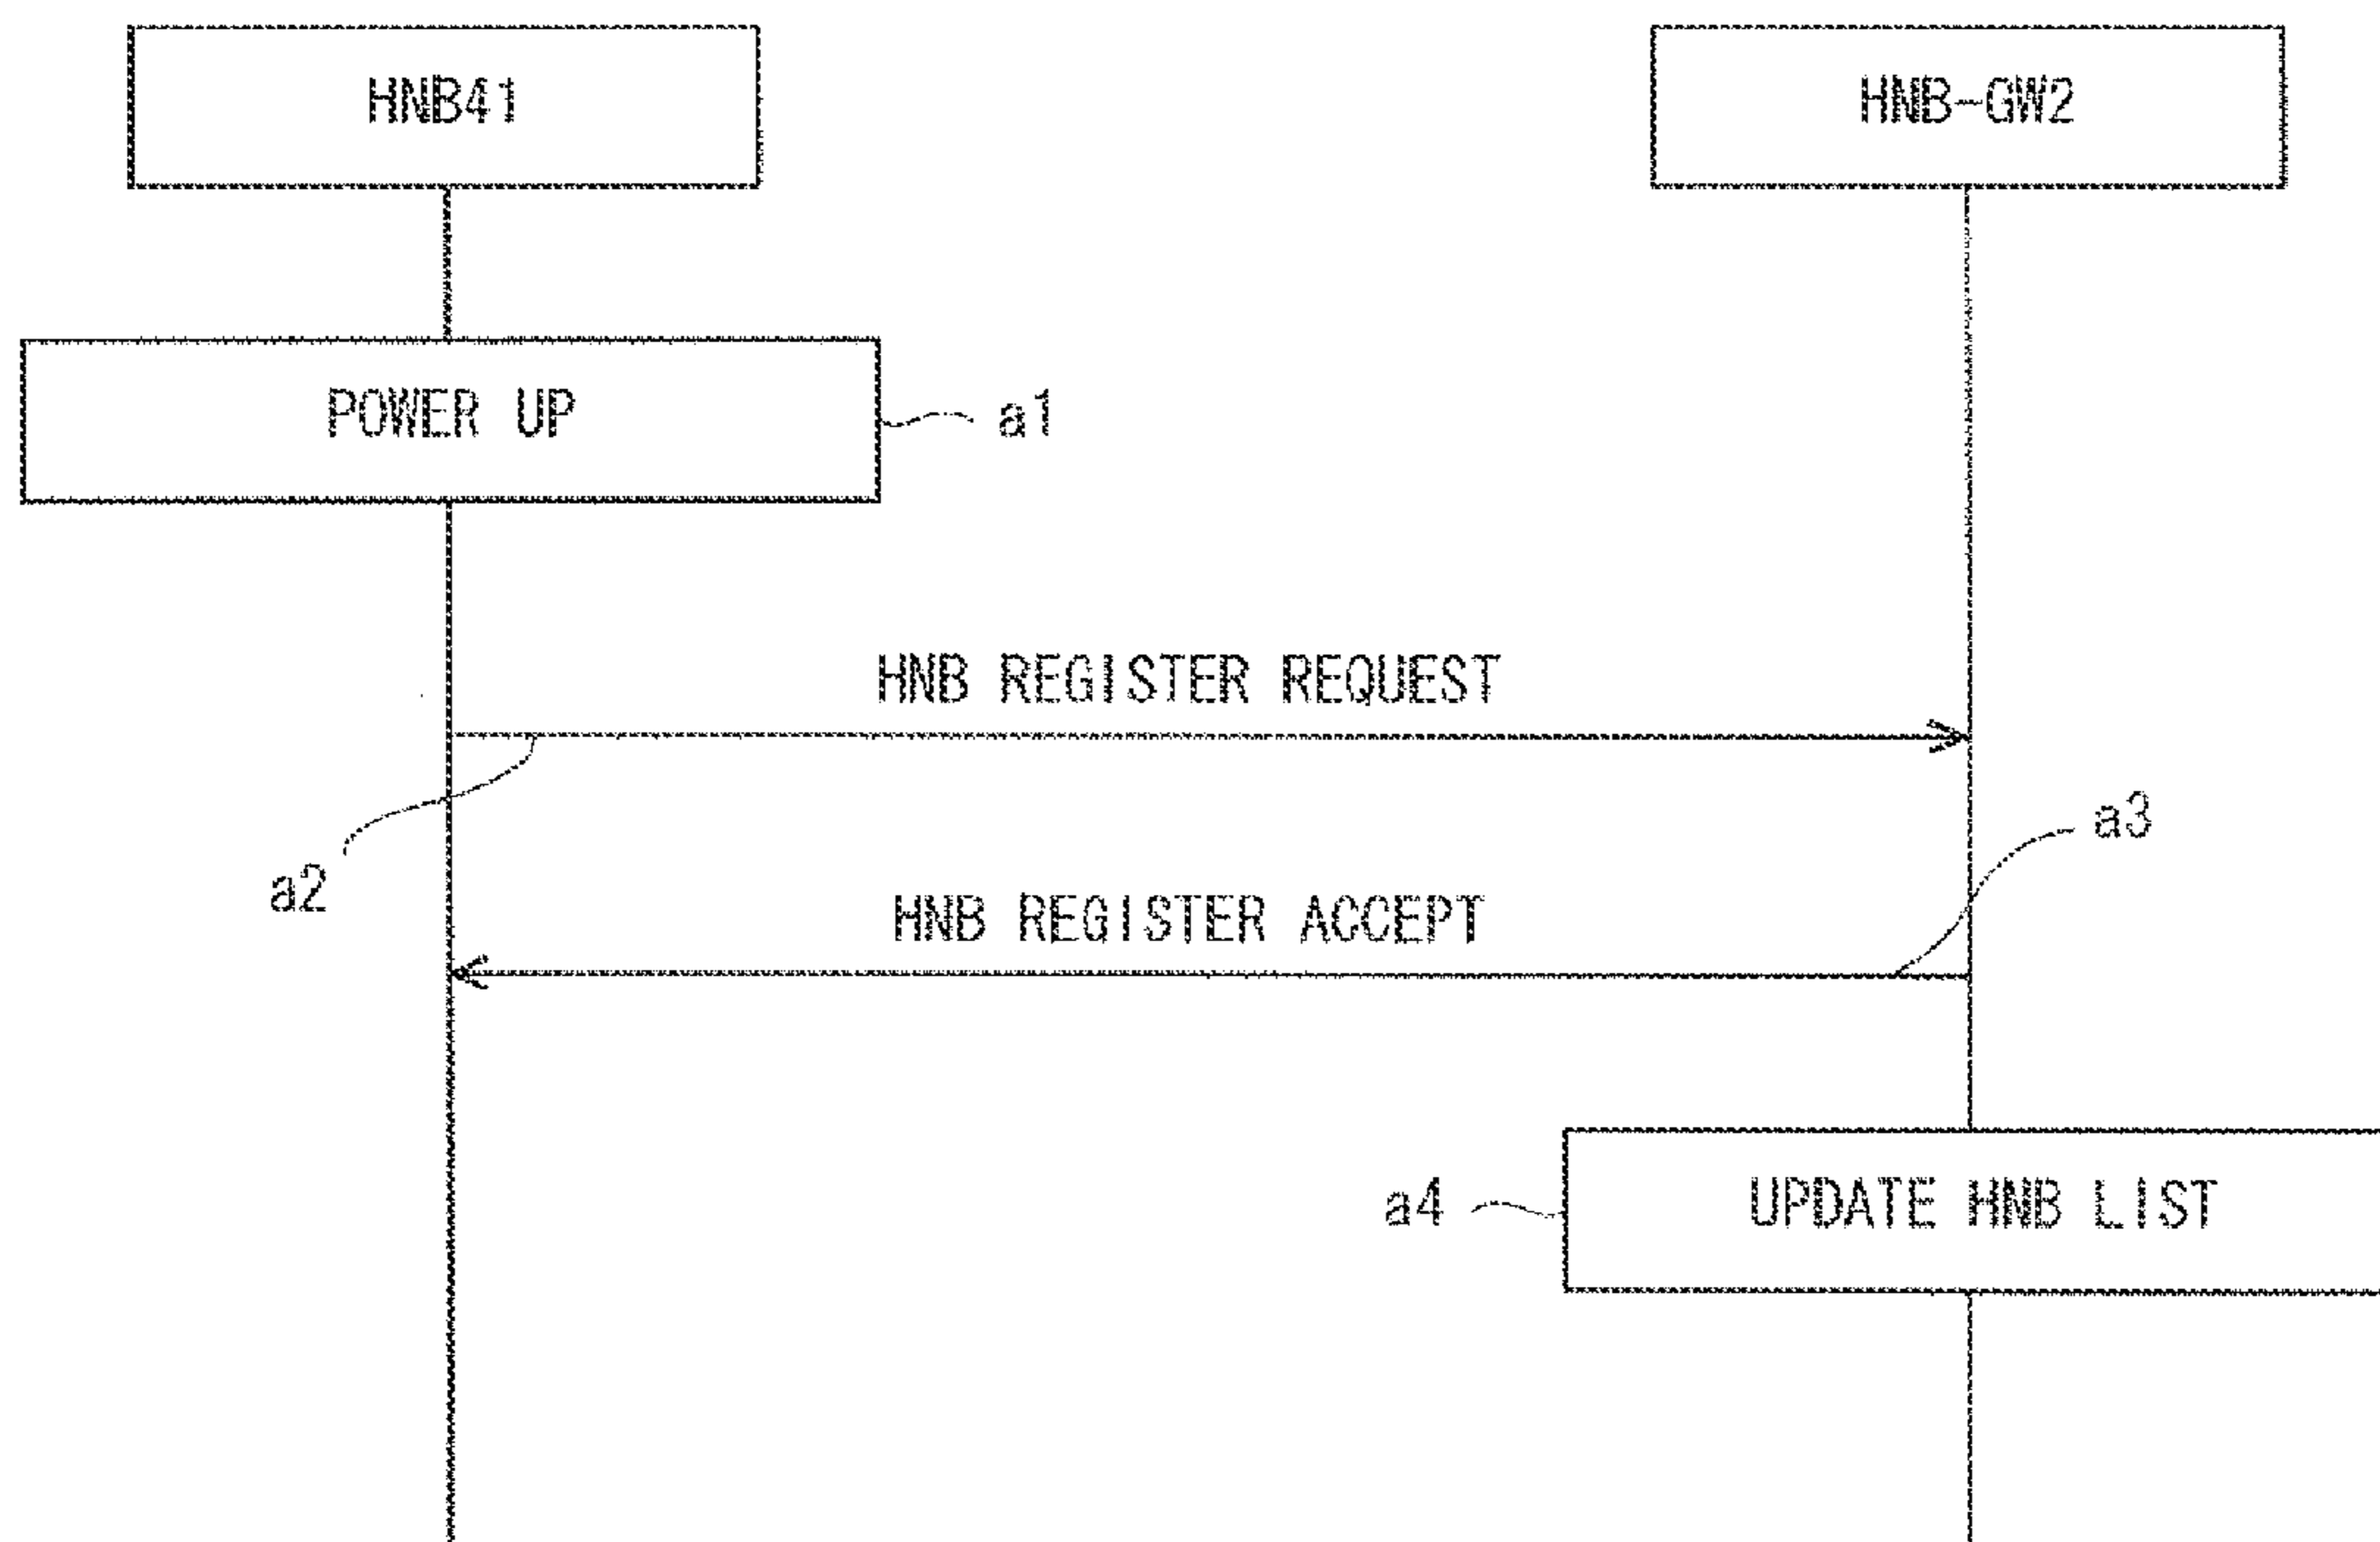 HNB41
HNB-GW2
POWER UP
a1
HNB REGISTER REQUEST
a2
a3
HNB REGISTER ACCEPT
a4
UPDATE HNB LIST